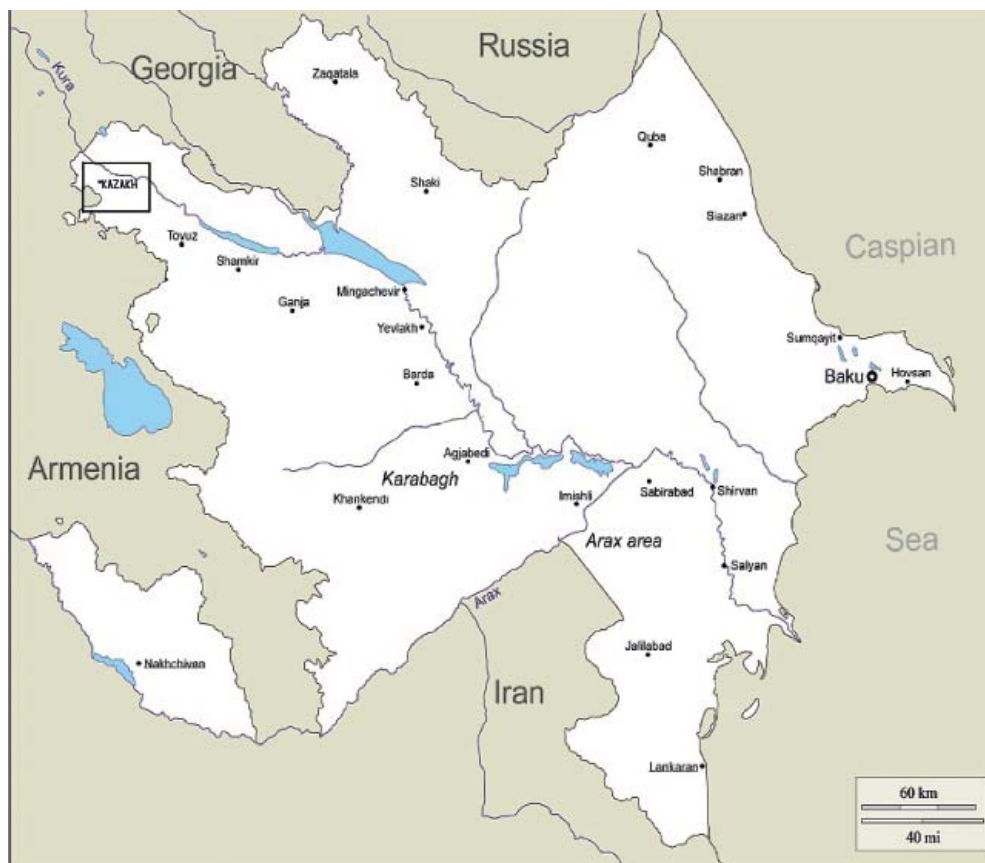 Russia
Georgia
Kura
Zaqatala
Quba
Shabran
Siazan
KAZAKH
Shaki
Tovuz
Shamkir
Caspian
Mingachevir
Ganja
Yevlakh
Sumqayit
Barda
Baku
Hovsan
Armenia
Agjabedi
Karabagh
Khankendi
Imishli
Sabirabad
Shirvan
Arax area
Sea
Salyan
Arax
Jalilabad
Nakhchivan
Iran
Lankaran
60 km
40 mi